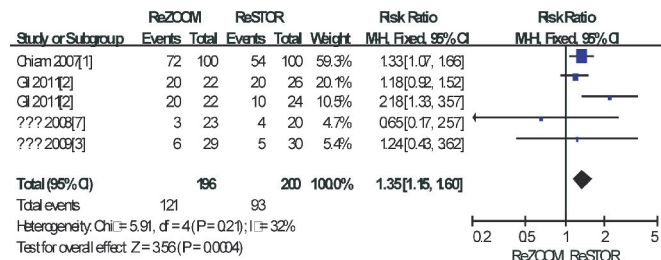 ReZOOM ReSTOR Risk Ratio Risk Ratio
Study or Subgroup Events Total Events Total Weight M-H, Fixed, 95% CI M-H, Fixed, 95% CI
Chiam 2007[1] 72 100 54 100 59.3% 1.33[1.07, 1.66]
Gil 2011[2] 20 22 20 26 20.1% 1.18[0.92, 1.52]
Gil 2011[2] 20 22 10 24 10.5% 2.18[1.33, 3.57]
??? 2008[7] 3 23 4 20 4.7% 0.65[0.17, 2.57]
??? 2009[3] 6 29 5 30 5.4% 1.24[0.43, 3.62]
Total (95% CI) 196 200 100.0% 1.35[1.15, 1.60]
Total events 121 93
Heterogeneity: Chi□= 5.91, df = 4 (P = 0.21); I□= 32%
Test for overall effect: Z = 3.56 (P = 0.0004)
0.2 0.5 1 2 5
ReZOOM ReSTOR